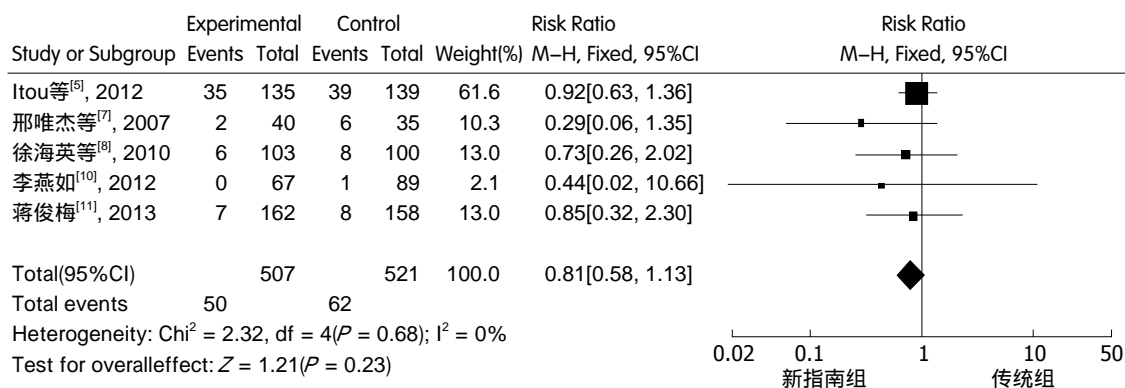 Experimental Control Risk Ratio Risk Ratio
Study or Subgroup Events Total Events Total Weight(%) M–H, Fixed, 95%CI M–H, Fixed, 95%CI
Itou等[5], 2012 35 135 39 139 61.6 0.92[0.63, 1.36]
邢唯杰等[7], 2007 2 40 6 35 10.3 0.29[0.06, 1.35]
徐海英等[8], 2010 6 103 8 100 13.0 0.73[0.26, 2.02]
李燕如[10], 2012 0 67 1 89 2.1 0.44[0.02, 10.66]
蒋俊梅[11], 2013 7 162 8 158 13.0 0.85[0.32, 2.30]
Total(95%CI) 507 521 100.0 0.81[0.58, 1.13]
Total events 50 62
Heterogeneity: Chi² = 2.32, df = 4(P = 0.68); I² = 0%
Test for overalleffect: Z = 1.21(P = 0.23)
0.02 0.1 1 10 50
新指南组 传统组